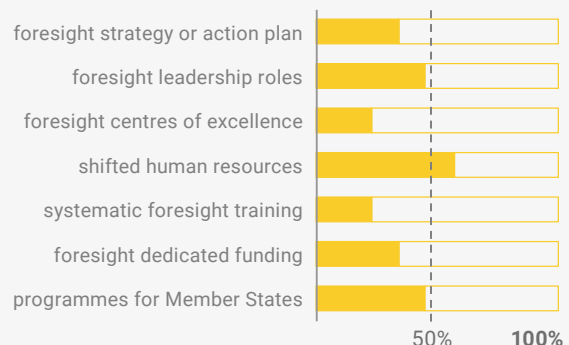 foresight strategy or action plan
foresight leadership roles
foresight centres of excellence
shifted human resources
systematic foresight training
foresight dedicated funding
programmes for Member States
50% 100%